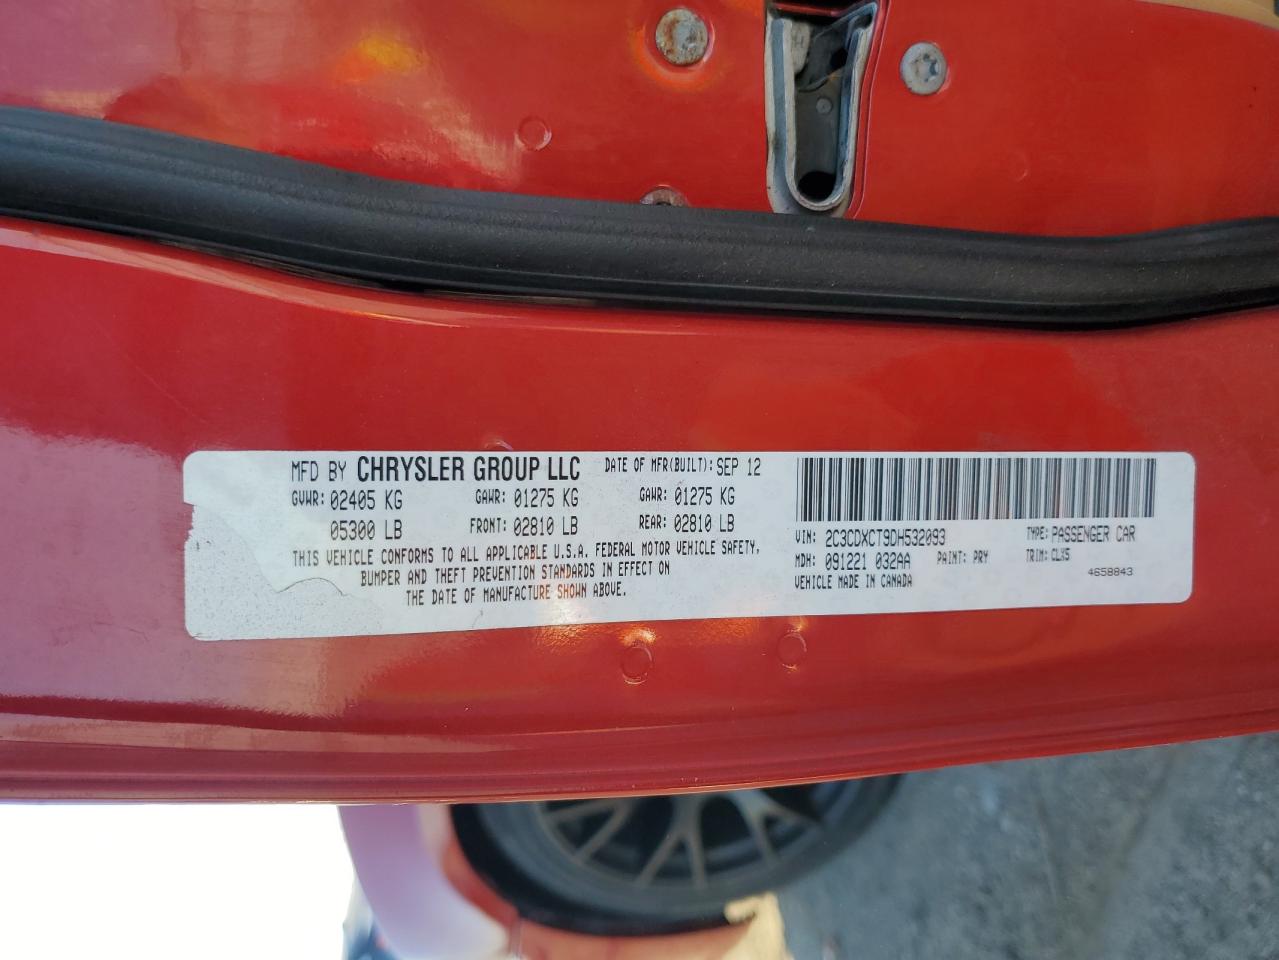 MFD BY CHRYSLER GROUP LLC DATE OF MFR(BUILT): SEP 12
GVWR: 02405 KG GAWR: 01275 KG GAWR: 01275 KG
05300 LB FRONT: 02810 LB REAR: 02810 LB
THIS VEHICLE CONFORMS TO ALL APPLICABLE U.S.A. FEDERAL MOTOR VEHICLE SAFETY,
BUMPER AND THEFT PREVENTION STANDARDS IN EFFECT ON
THE DATE OF MANUFACTURE SHOWN ABOVE.
VIN: 2C3CDXCT9DH532093 TYPE: PASSENGER CAR
MDH: 091221 032AA PAINT: PRY TRIM: CLX5
VEHICLE MADE IN CANADA 4658843